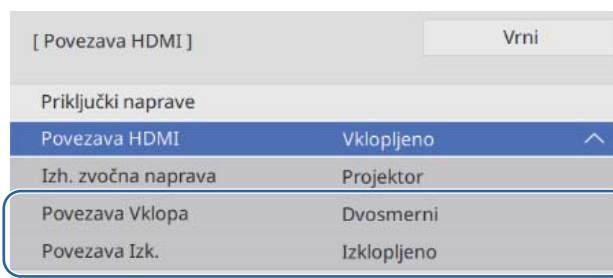 [ Povezava HDMI ] Vrni
Priključki naprave
Povezava HDMI Vklopljeno
Izh. zvočna naprava Projektor
Povezava Vklopa Dvosmerni
Povezava Izk. Izklopljeno